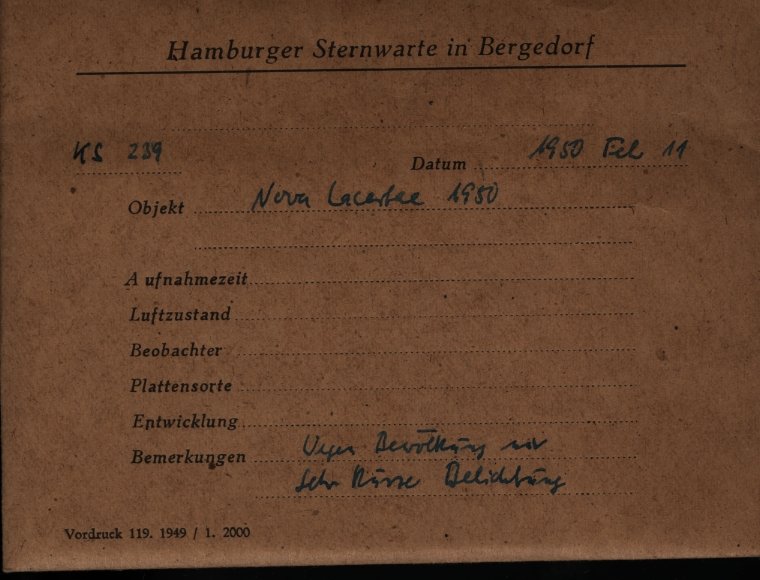 Hamburger Sternwarte in Bergedorf
KS 239
Datum 1950 Feb 11
Objekt Nova Lacertae 1950
Aufnahmezeit
Luftzustand
Beobachter
Plattensorte
Entwicklung
Bemerkungen Wegen Bewölkung nur
sehr kurze Belichtung
Vordruck 119. 1949 / 1. 2000